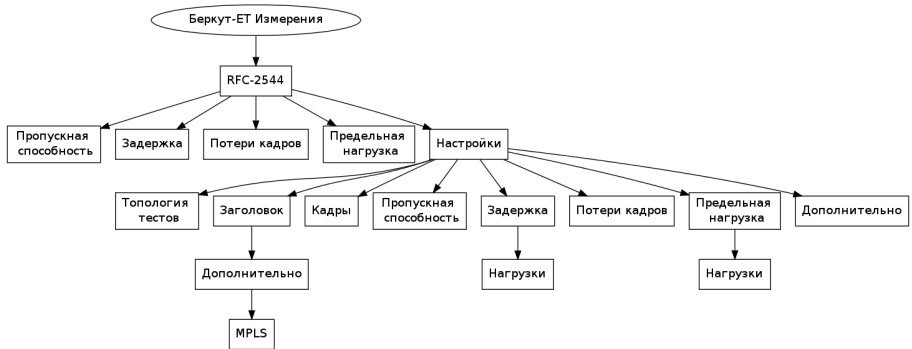 Беркут-ET Измерения
RFC-2544
Пропускная
способность
Задержка
Потери кадров
Предельная
нагрузка
Настройки
Топология
тестов
Заголовок
Кадры
Пропускная
способность
Задержка
Потери кадров
Предельная
нагрузка
Дополнительно
Дополнительно
Нагрузки
Нагрузки
MPLS